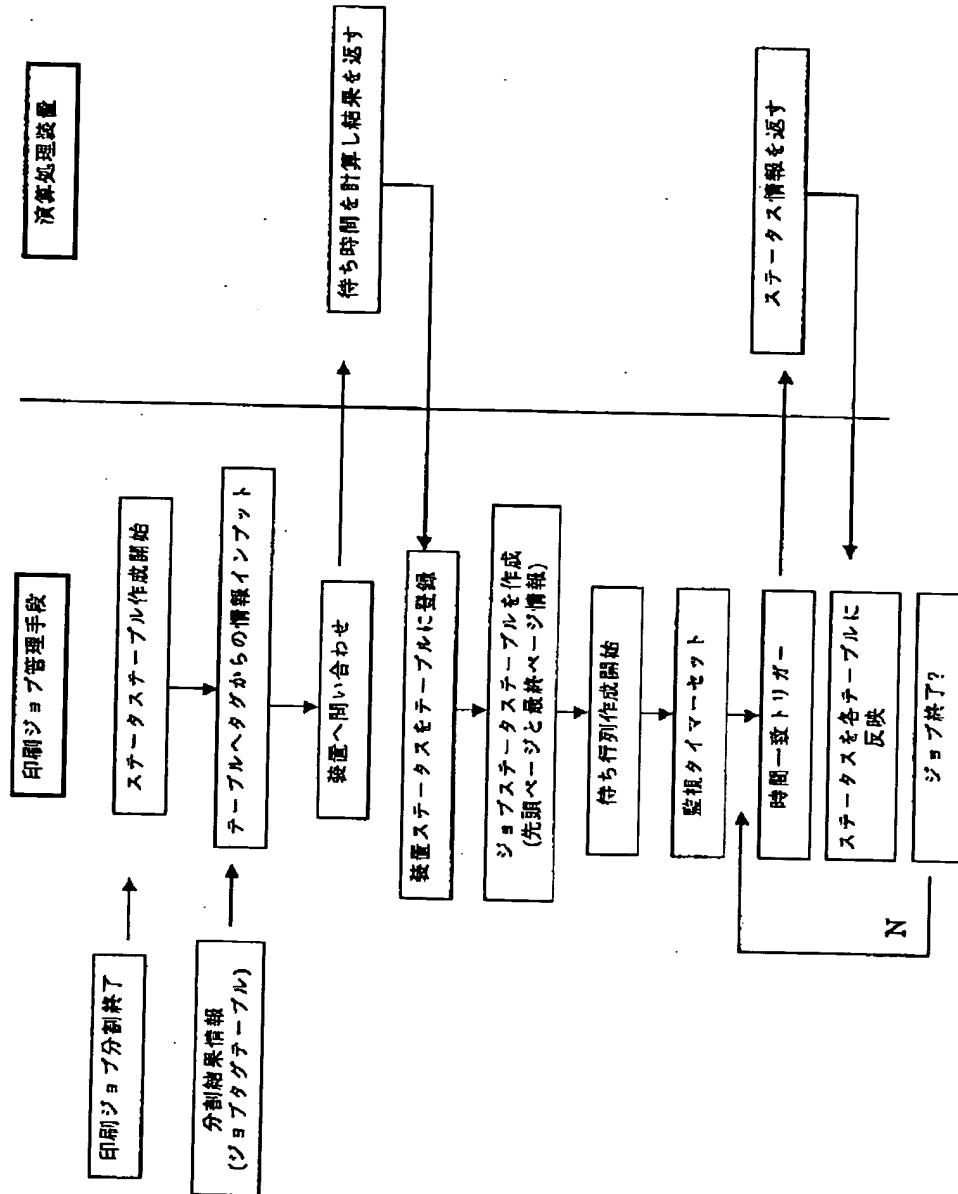 印刷ジョブ管理手段
演算処理装置
印刷ジョブ分割終了
ステータステーブル作成開始
分割結果情報
(ジョブタグテーブル)
テーブルへタグからの情報インプット
装置へ問い合わせ
待ち時間を計算し結果を返す
装置ステータスをテーブルに登録
ジョブステータステーブルを作成
(先頭ページと最終ページ情報)
待ち行列作成開始
監視タイマーセット
時間一致トリガー
ステータス情報を返す
ステータスを各テーブルに
反映
ジョブ終了?
N